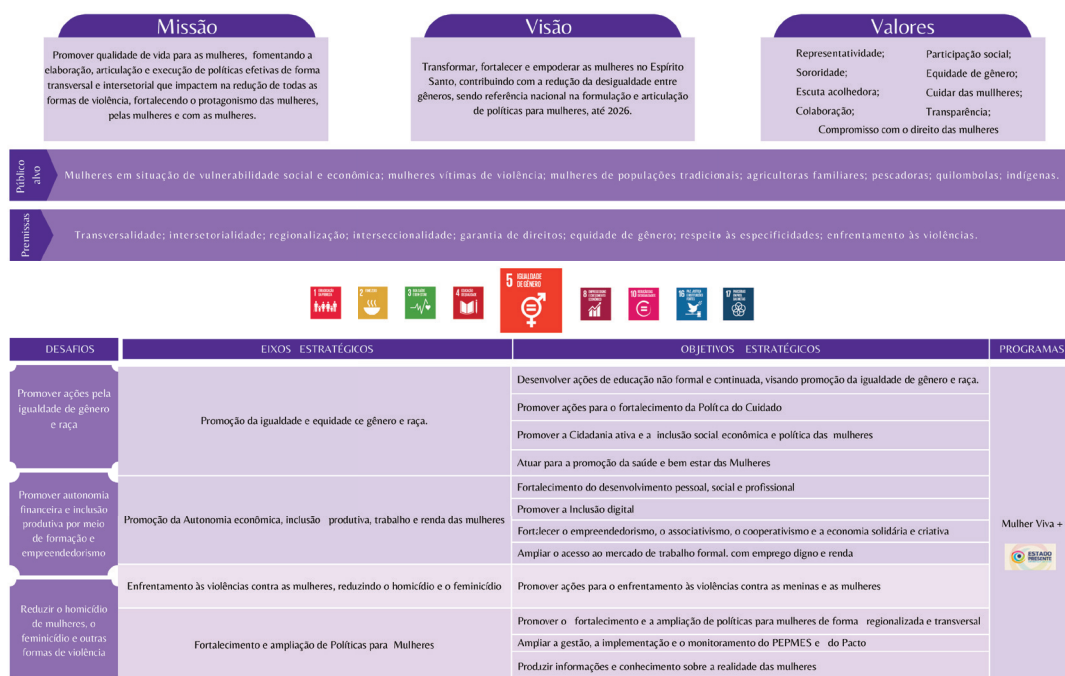 Missão
Promover qualidade de vida para as mulheres, fomentando a
elaboração, articulação e execução de políticas efetivas de forma
transversal e intersetorial que impactem na redução de todas as
formas de violência, fortalecendo o protagonismo das mulheres,
pelas mulheres e com as mulheres.
Visão
Transformar, fortalecer e empoderar as mulheres no Espírito
Santo, contribuindo com a redução da desigualdade entre
gêneros, sendo referência nacional na formulação e articulação
de políticas para mulheres, até 2026.
Valores
Representatividade;
Sororidade;
Escuta acolhedora;
Colaboração;
Participação social;
Equidade de gênero;
Cuidar das mullheres;
Transparência;
Compromisso com o direito das mulheres
Público
alvo
Mulheres em situação de vulnerabilidade social e econômica; mulheres vítimas de violência; mulheres de populações tradicionais; agricultoras familiares; pescadoras; quilombolas; indígenas.
Premissas
Transversalidade; intersetorialidade; regionalização; interseccionalidade; garantia de direitos; equidade de gênero; respeito às especificidades; enfrentamento às violências.
1
2
3
4
5 IGUALDADE
DE GÊNERO
8
10
16
17
DESAFIOS
EIXOS ESTRATÉGICOS
OBJETIVOS ESTRATÉGICOS
PROGRAMAS
Promover ações pela
igualdade de gênero
e raça
Promoção da igualdade e equidade ce gênero e raça.
Desenvolver ações de educação não formal e continuada, visando promoção da igualdade de gênero e raça.
Promover ações para o fortalecimento da Polítca do Cuidado
Promover a Cidadania ativa e a inclusão social econômica e política das mulheres
Atuar para a promoção da saúde e bem estar das Mulheres
Promover autonomia
financeira e inclusão
produtiva por meio
de formação e
empreendedorismo
Promoção da Autonomia econômica, inclusão produtiva, trabalho e renda das mulheres
Fortalecimento do desenvolvimento pessoal, social e profissional
Promover a Inclusão digital
Fortalecer o empreendedorismo, o associativismo, o cooperativismo e a economia solidária e criativa
Ampliar o acesso ao mercado de trabalho formal. com emprego digno e renda
Reduzir o homicídio
de mulheres, o
feminicídio e outras
formas de violência
Enfrentamento às violências contra as mulheres, reduzindo o homicídio e o feminicídio
Promover ações para o enfrentamento às violências contra as meninas e as mulheres
Fortalecimento e ampliação de Políticas para Mulheres
Promover o fortalecimento e a ampliação de políticas para mulheres de forma regionalizada e transversal
Ampliar a gestão, a implementação e o monitoramento do PEPMES e do Pacto
Produzir informações e conhecimento sobre a realidade das mulheres
Mulher Viva +
ESTADO
PRESENTE